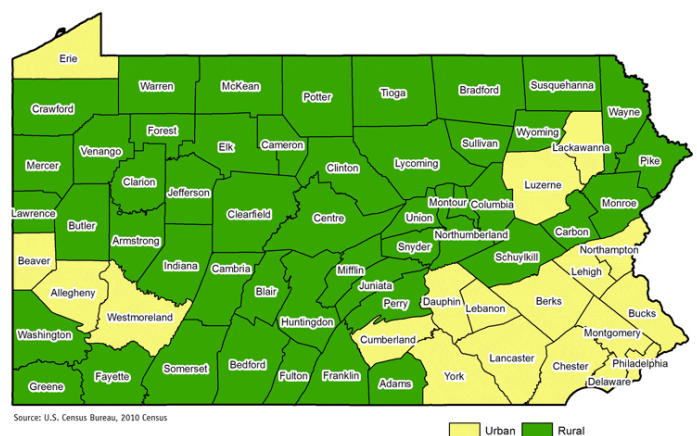 Erie
Warren
McKean
Potter
Tioga
Bradford
Susquehanna
Wayne
Crawford
Forest
Elk
Cameron
Sullivan
Wyoming
Lackawanna
Mercer
Venango
Clarion
Jefferson
Clinton
Lycoming
Luzerne
Pike
Lawrence
Butler
Armstrong
Clearfield
Centre
Union
Montour
Columbia
Monroe
Beaver
Indiana
Cambria
Blair
Mifflin
Snyder
Northumberland
Schuylkill
Carbon
Northampton
Lehigh
Allegheny
Westmoreland
Huntingdon
Juniata
Perry
Dauphin
Lebanon
Berks
Bucks
Montgomery
Washington
Cumberland
Lancaster
Chester
Philadelphia
Delaware
Greene
Fayette
Somerset
Bedford
Fulton
Franklin
Adams
York
Source: U.S. Census Bureau, 2010 Census
Urban
Rural